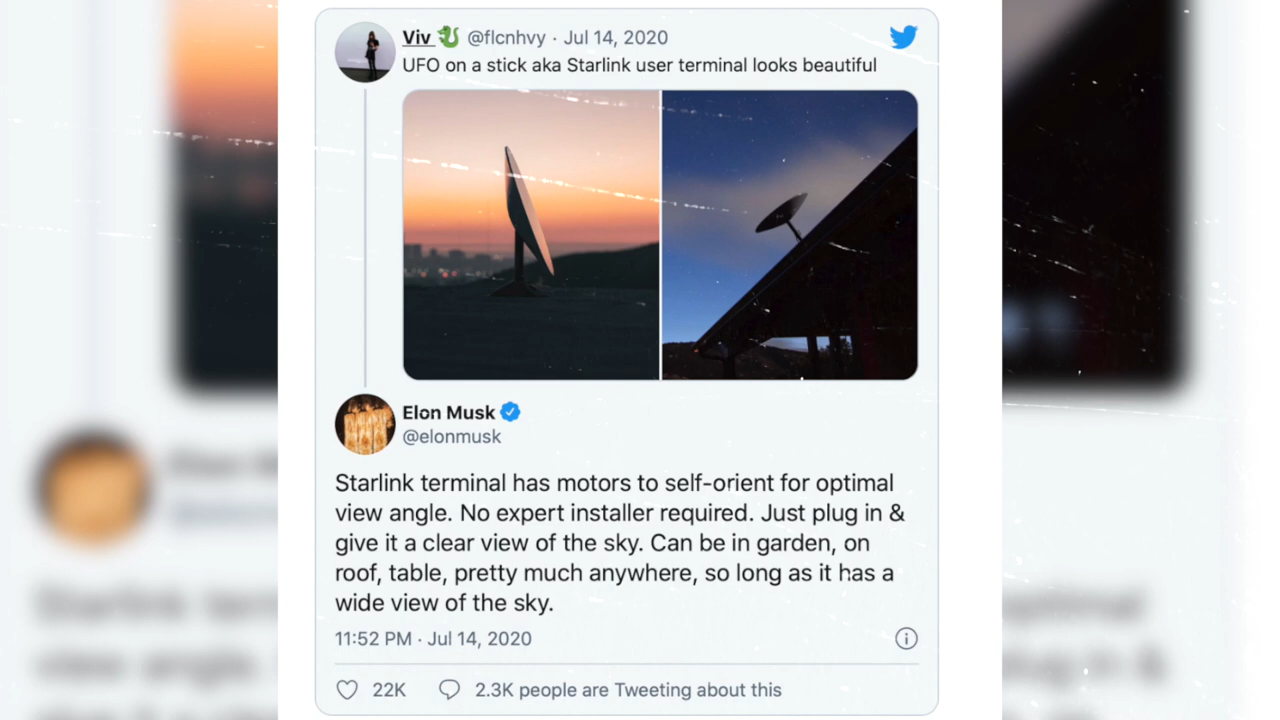 Viv @flcnhvy · Jul 14, 2020
UFO on a stick aka Starlink user terminal looks beautiful
Elon Musk
@elonmusk
Starlink terminal has motors to self-orient for optimal
view angle. No expert installer required. Just plug in &
give it a clear view of the sky. Can be in garden, on
roof, table, pretty much anywhere, so long as it has a
wide view of the sky.
11:52 PM · Jul 14, 2020
22K 2.3K people are Tweeting about this